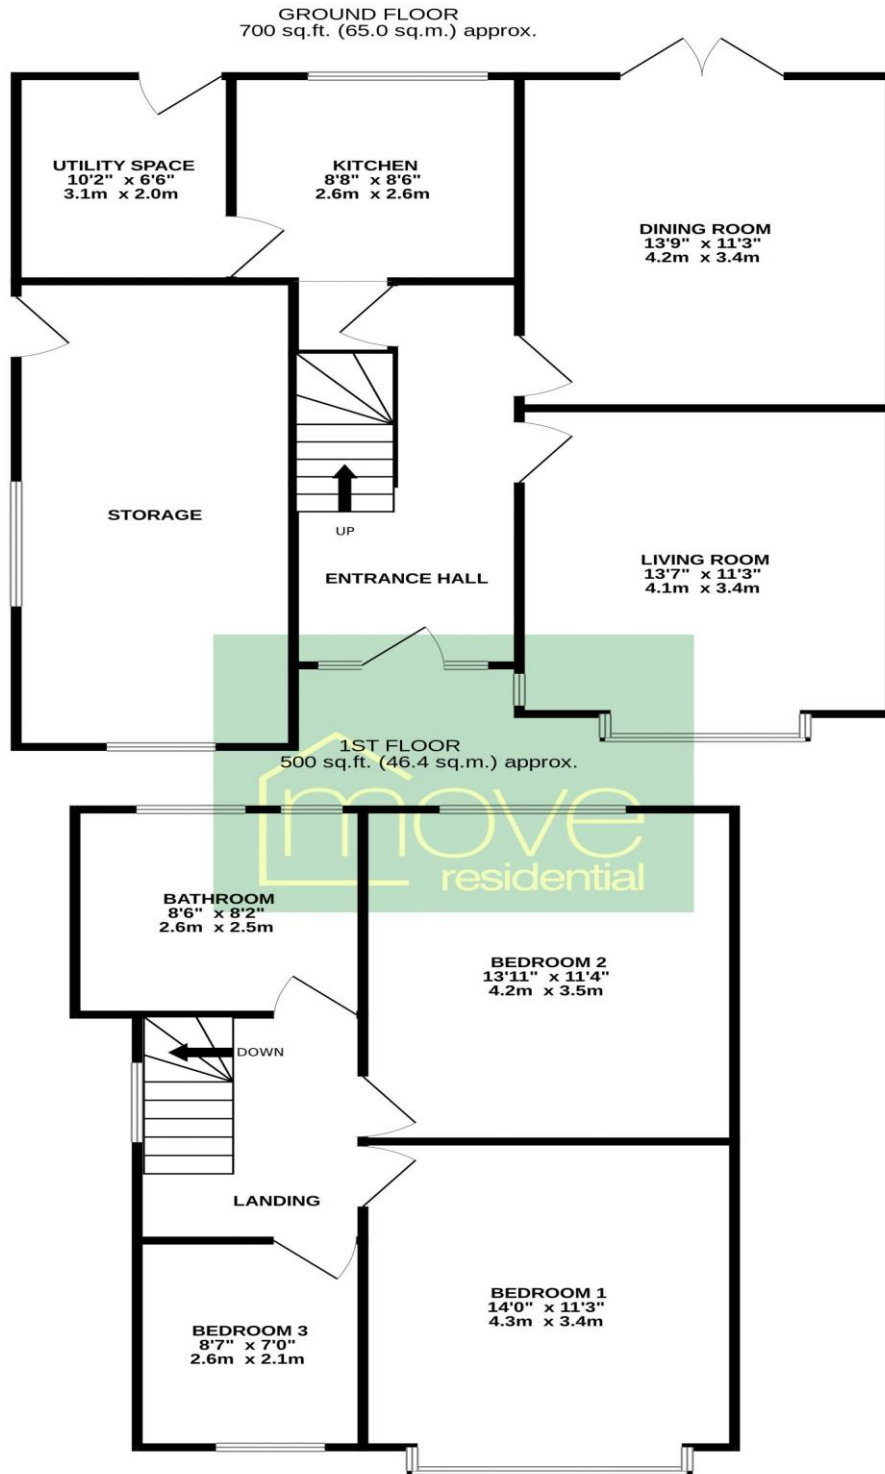 GROUND FLOOR
700 sq.ft. (65.0 sq.m.) approx.
UTILITY SPACE
10'2" x 6'6"
3.1m x 2.0m
KITCHEN
8'8" x 8'6"
2.6m x 2.6m
DINING ROOM
13'9" x 11'3"
4.2m x 3.4m
STORAGE
UP
ENTRANCE HALL
LIVING ROOM
13'7" x 11'3"
4.1m x 3.4m
1ST FLOOR
500 sq.ft. (46.4 sq.m.) approx.
move
residential
BATHROOM
8'6" x 8'2"
2.6m x 2.5m
BEDROOM 2
13'11" x 11'4"
4.2m x 3.5m
DOWN
LANDING
BEDROOM 3
8'7" x 7'0"
2.6m x 2.1m
BEDROOM 1
14'0" x 11'3"
4.3m x 3.4m